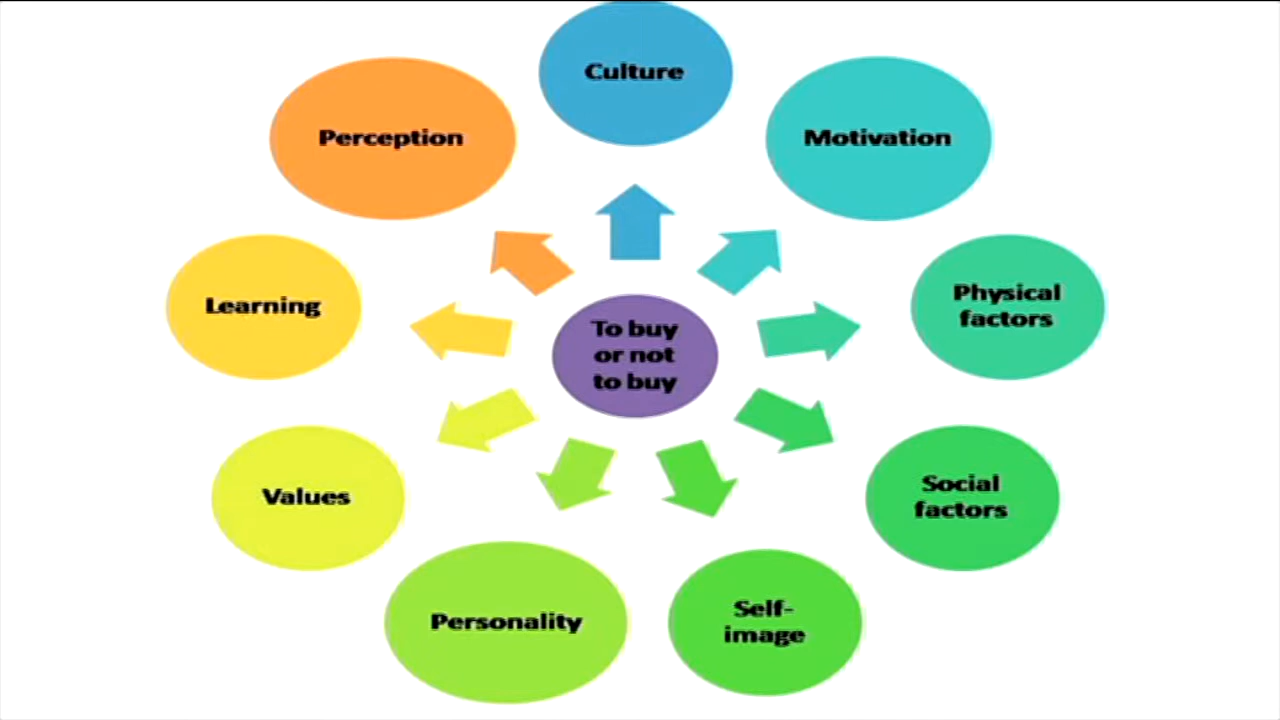 Culture
Perception
Motivation
Learning
Physical
factors
To buy
or not
to buy
Values
Social
factors
Personality
Self-
image